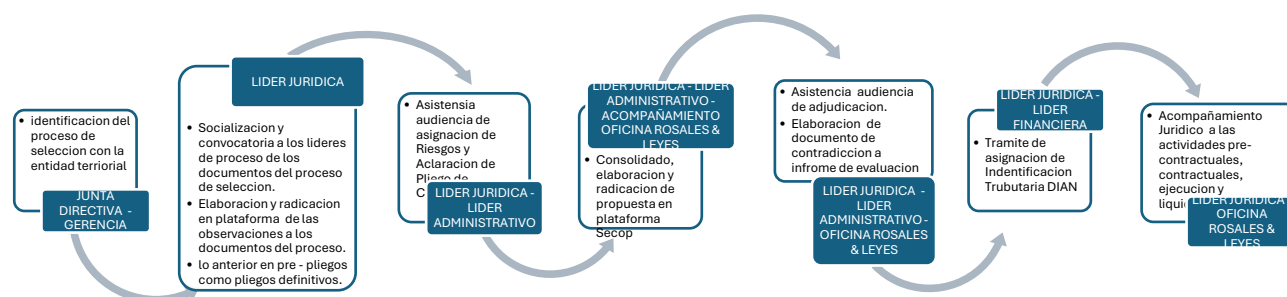 • identificacion del
proceso de
seleccion con la
entidad terriorial
JUNTA
DIRECTIVA -
GERENCIA
LIDER JURIDICA
• Socializacion y
convocatoria a los lideres
de proceso de los
documentos del proceso
de seleccion.
• Elaboracion y radicacion
en plataforma de las
observaciones a los
documentos del proceso.
• lo anterior en pre - pliegos
como pliegos definitivos.
• Asistensia
audiencia de
asignacion de
Riesgos y
Aclaracion de
Pliego de
C
LIDER JURIDICA -
LIDER
ADMINISTRATIVO
LIDER JURIDICA - LIDER
ADMINISTRATIVO -
ACOMPAÑAMIENTO
OFICINA ROSALES &
LEYES
• Consolidado,
elaboracion y
radicacion de
propuesta en
plataforma
Secop
• Asistencia audiencia
de adjudicacion.
• Elaboracion de
documento de
contradiccion a
infrome de evaluacion
LIDER JURIDICA -
LIDER
ADMINISTRATIVO -
OFICINA ROSALES
& LEYES
LIDER JURIDICA -
LIDER
FINANCIERA
• Tramite de
asignacion de
Indentificacion
Trubutaria DIAN
• Acompañamiento
Juridico a las
actividades pre-
contractuales,
contractuales,
ejecucion y
liqui
LIDER JURIDICA
OFICINA
ROSALES &
LEYES